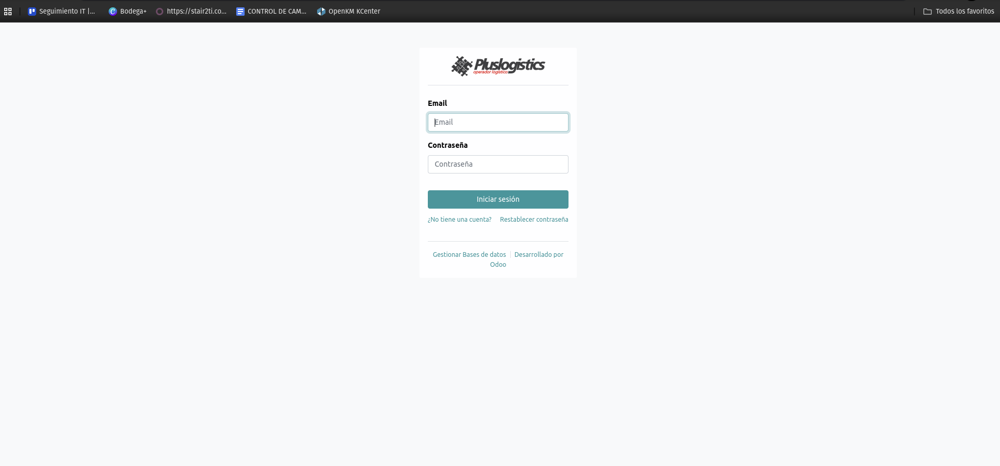 Seguimiento IT |...
Bodega+
https://stair2ti.co...
CONTROL DE CAM...
OpenKM KCenter
Todos los favoritos
Pluslogistics
operador logístico
Email
Email
Contraseña
Contraseña
Iniciar sesión
¿No tiene una cuenta? Restablecer contraseña
Gestionar Bases de datos | Desarrollado por
Odoo